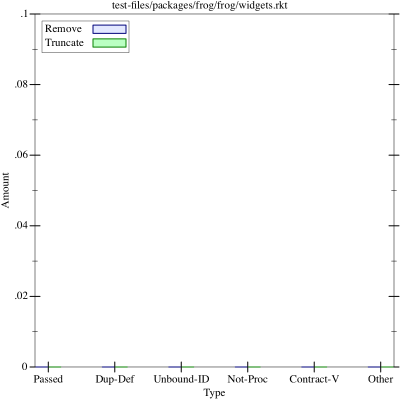 test-files/packages/frog/frog/widgets.rkt
.1
Remove
Truncate
.08
.06
.04
.02
0
Amount
Passed Dup-Def Unbound-ID Not-Proc Contract-V Other
Type